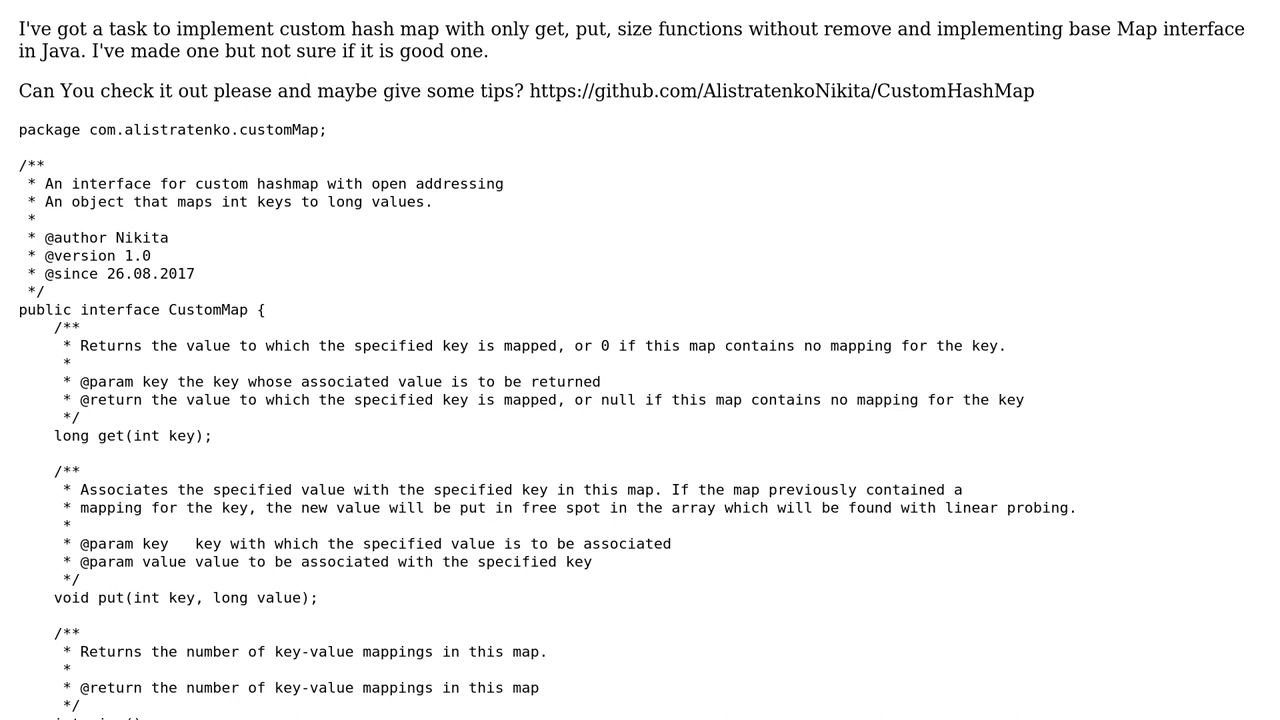 I've got a task to implement custom hash map with only get, put, size functions without remove and implementing base Map interface
in Java. I've made one but not sure if it is good one.
Can You check it out please and maybe give some tips? https://github.com/AlistratenkoNikita/CustomHashMap
package com.alistratenko.customMap;
/**
 * An interface for custom hashmap with open addressing
 * An object that maps int keys to long values.
 *
 * @author Nikita
 * @version 1.0
 * @since 26.08.2017
 */
public interface CustomMap {
    /**
     * Returns the value to which the specified key is mapped, or 0 if this map contains no mapping for the key.
     *
     * @param key the key whose associated value is to be returned
     * @return the value to which the specified key is mapped, or null if this map contains no mapping for the key
     */
    long get(int key);
    /**
     * Associates the specified value with the specified key in this map. If the map previously contained a
     * mapping for the key, the new value will be put in free spot in the array which will be found with linear probing.
     *
     * @param key   key with which the specified value is to be associated
     * @param value value to be associated with the specified key
     */
    void put(int key, long value);
    /**
     * Returns the number of key-value mappings in this map.
     *
     * @return the number of key-value mappings in this map
     */